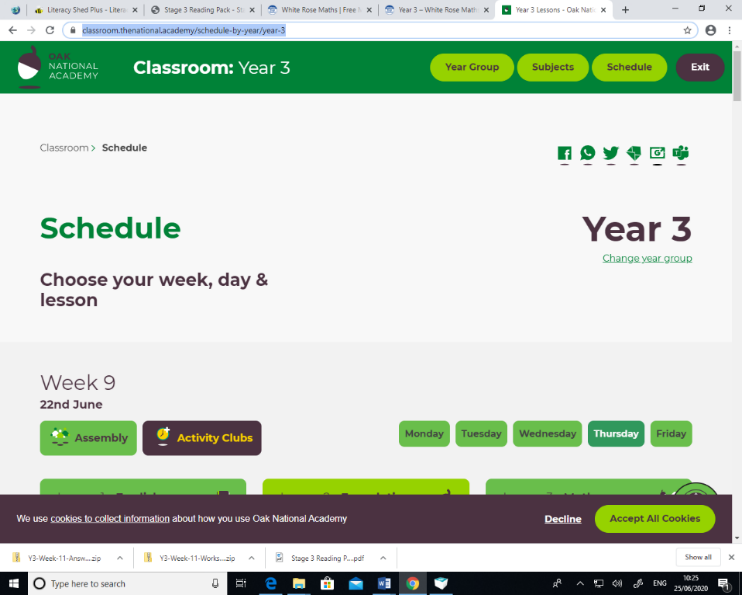 Literacy Shed Plus - Litera
Stage 3 Reading Pack - St
White Rose Maths | Free M
Year 3 – White Rose Math
Year 3 Lessons - Oak Nati
classroom.thenational.academy/schedule-by-year/year-3
OAK
NATIONAL
ACADEMY
Classroom: Year 3
Year Group
Subjects
Schedule
Exit
Classroom > Schedule
Schedule
Year 3
Change year group
Choose your week, day &
lesson
Week 9
22nd June
Assembly
Activity Clubs
Monday
Tuesday
Wednesday
Thursday
Friday
We use cookies to collect information about how you use Oak National Academy
Decline
Accept All Cookies
Y3-Week-11-Answ....zip
Y3-Week-11-Works....zip
Stage 3 Reading P....pdf
Show all
Type here to search
ENG
10:25
25/06/2020